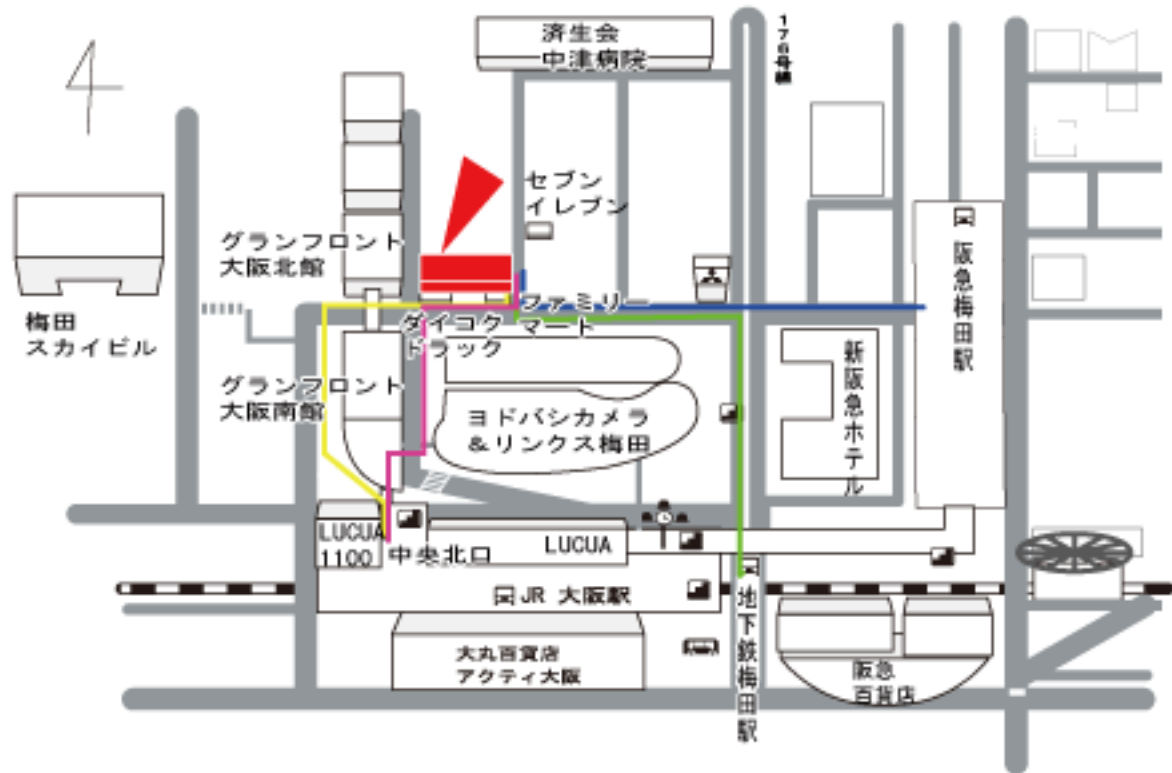 済生会
中津病院
176号線
セブン
イレブン
グランフロント
大阪北館
梅田
スカイビル
ダイコク
ドラック
ファミリー
マート
阪急梅田駅
グランフロント
大阪南館
ヨドバシカメラ
&リンクス梅田
新阪急ホテル
LUCUA
1100
中央北口
LUCUA
JR 大阪駅
地下鉄梅田駅
大丸百貨店
アクティ大阪
阪急
百貨店